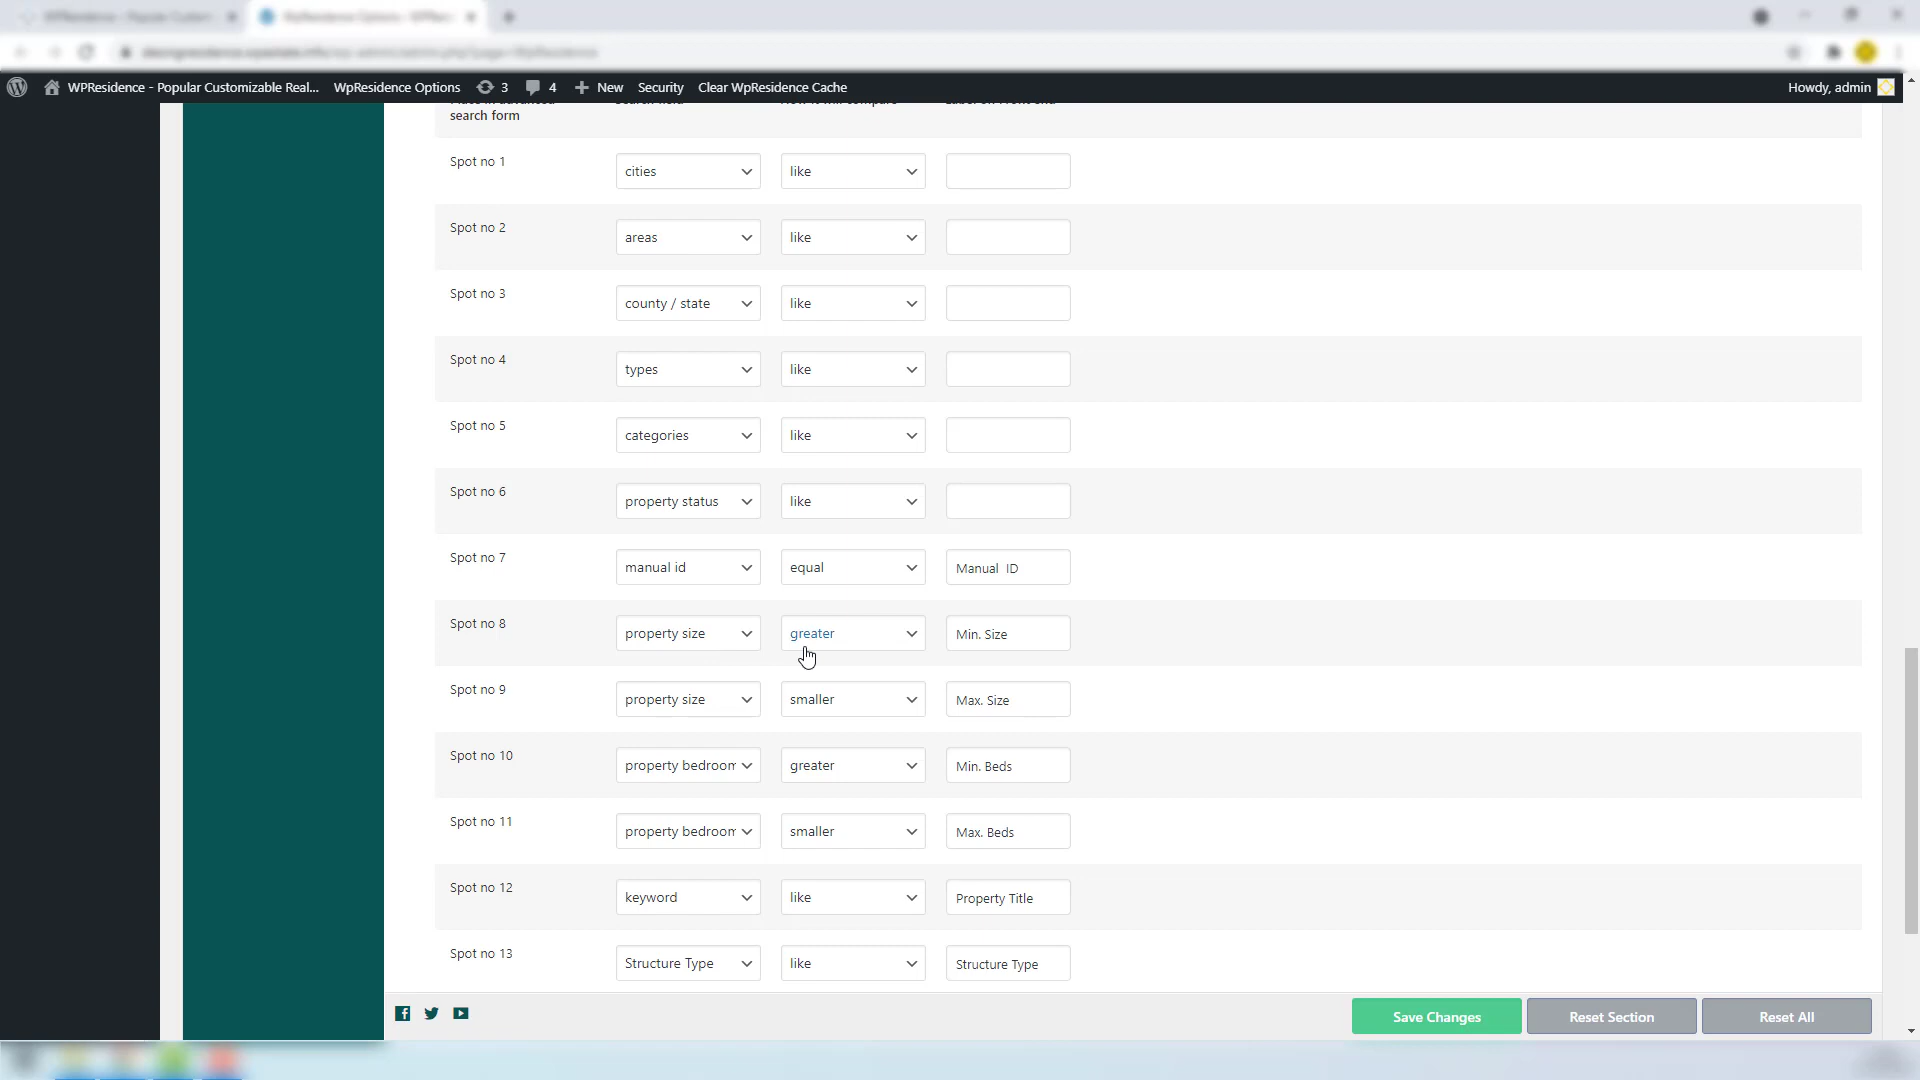 WPResidence - Popular Customizable Real... WpResidence Options 3 4 New Security Clear WpResidence Cache Howdy, admin
search form
Spot no 1 cities like
Spot no 2 areas like
Spot no 3 county / state like
Spot no 4 types like
Spot no 5 categories like
Spot no 6 property status like
Spot no 7 manual id equal Manual ID
Spot no 8 property size greater Min. Size
Spot no 9 property size smaller Max. Size
Spot no 10 property bedroom greater Min. Beds
Spot no 11 property bedroom smaller Max. Beds
Spot no 12 keyword like Property Title
Spot no 13 Structure Type like Structure Type
Save Changes Reset Section Reset All